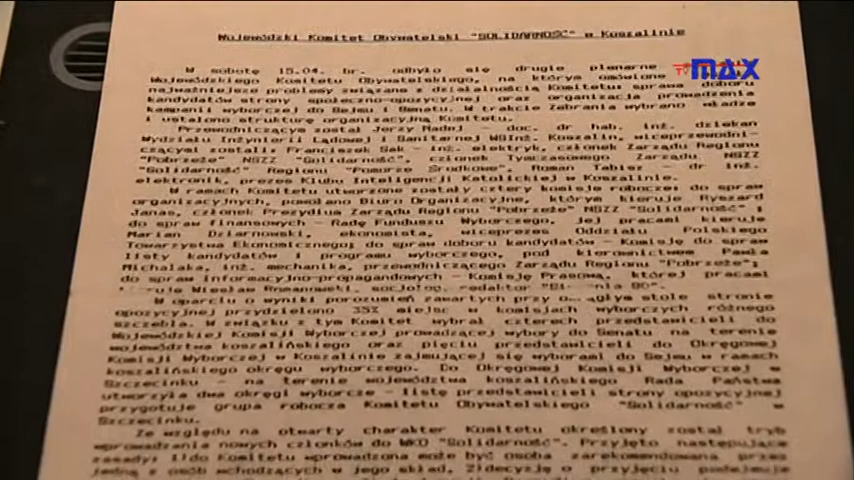 TVMAX
Wojewódzki Komitet Obywatelski "SOLIDARNOŚĆ" w Koszalinie
W sobotę 15.04. br. odbyło się drugie plenarne
Wojewódzkiego Komitetu Obywatelskiego, na którym omówione
najważniejsze problemy związane z działalnością Komitetu: sprawa doboru
kandydatów strony społeczno-opozycyjnej oraz organizacja prowadzenia
kampanii wyborczej do Sejmu i Senatu. W trakcie Zebrania wybrano władze
i ustalono strukturę organizacyjną Komitetu.
Przewodniczącym został Jerzy Madej - doc. dr hab. inż. dziekan
Wydziału Inżynierii Lądowej i Sanitarnej WSInż. Koszalin, wiceprzewodni-
czącymi zostali: Franciszek Sak - inż. elektryk, członek Zarządu Regionu
"Pobrzeże" NSZZ "Solidarność", członek Tymczasowego Zarządu NSZZ
"Solidarność" Regionu "Pomorze Środkowe", Roman Tabisz - dr inż.
elektronik, prezes Klubu Inteligencji Katolickiej w Koszalinie.
W ramach Komitetu utworzone zostały cztery komisje robocze: do spraw
organizacyjnych, powołano Biuro Organizacyjne, którym kieruje Ryszard
Janas, członek Prezydium Zarządu Regionu "Pobrzeże" NSZZ "Solidarność";
do spraw finansowych - Radę Funduszu Wyborczego, jej pracami kieruje
Marian Dziarnowski, ekonomista, wiceprezes Oddziału Polskiego
Towarzystwa Ekonomicznego; do spraw doboru kandydatów - Komisję do spraw
listy kandydatów i programu wyborczego, pod kierownictwem Pawła
Michalaka, inż. mechanika, przewodniczącego Zarządu Regionu "Pobrzeże";
do spraw informacyjno-propagandowych - Komisję Prasową, której pracami
Wiesław Romanowski, socjolog, redaktor
W oparciu o wyniki porozumień zawartych przy stole stronie
opozycyjnej przydzielono 35% miejsc w komisjach wyborczych różnego
szczebla. W związku z tym Komitet wybrał czterech przedstawicieli do
Wojewódzkiej Komisji Wyborczej prowadzącej wybory do Senatu na terenie
województwa koszalińskiego oraz pięciu przedstawicieli do Okręgowej
Komisji Wyborczej w Koszalinie zajmującej się wyborami do Sejmu w ramach
koszalińskiego okręgu wyborczego. Do Okręgowej Komisji Wyborczej w
Szczecinku - na terenie województwa koszalińskiego Rada Państwa
utworzyła dwa okręgi wyborcze - listę przedstawicieli strony opozycyjnej
przygotuje grupa robocza Komitetu Obywatelskiego "Solidarność" w
Szczecinku.
Ze względu na otwarty charakter Komitetu określony został tryb
wprowadzania nowych członków do WKO "Solidarność". Przyjęto następujące
zasady: 1/do Komitetu wprowadzona może być osoba zarekomendowana przez
jedną z osób wchodzących w jego skład, 2/decyzję o przyjęciu podejmuje